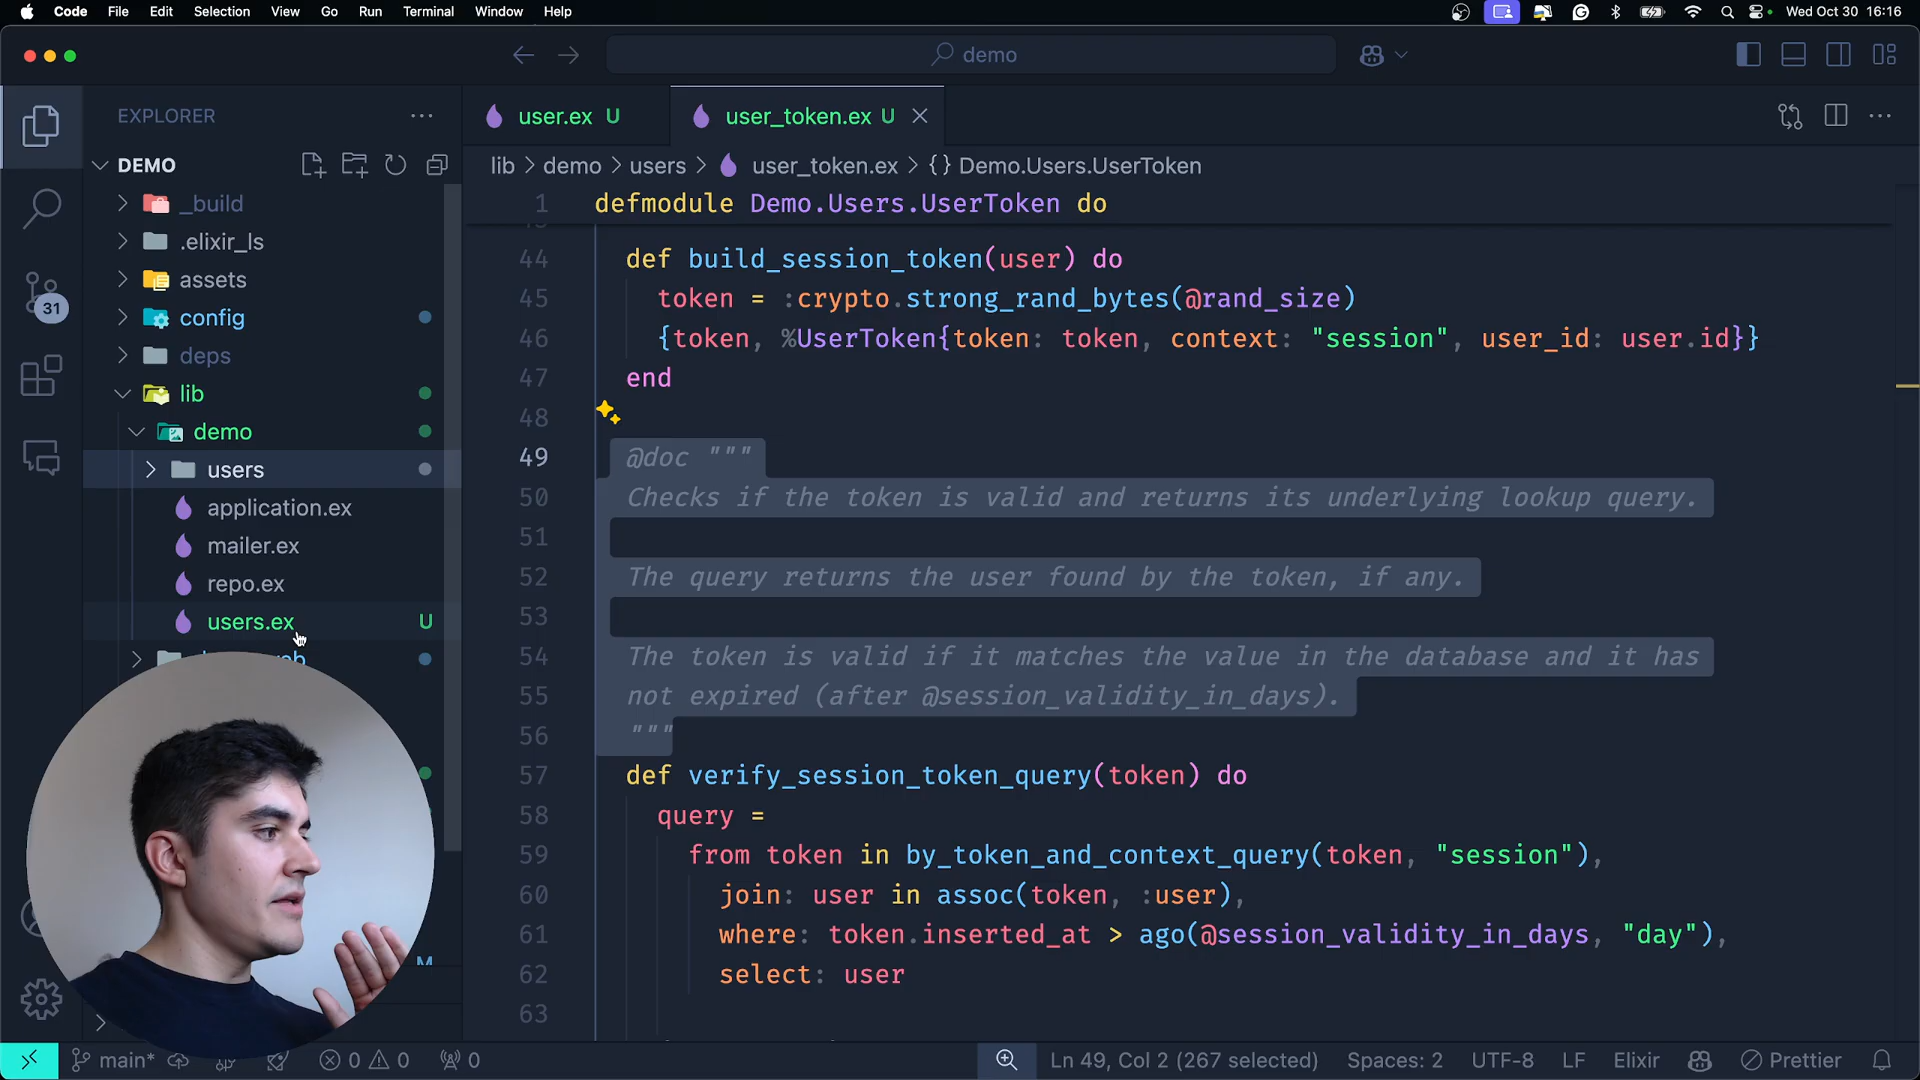 Code File Edit Selection View Go Run Terminal Window Help Wed Oct 30 16:16
demo
EXPLORER
user.ex U user_token.ex U
DEMO
lib > demo > users > user_token.ex > {} Demo.Users.UserToken
_build
.elixir_ls
assets
config
deps
lib
demo
users
application.ex
mailer.ex
repo.ex
users.ex U
31
M
1 defmodule Demo.Users.UserToken do
44 def build_session_token(user) do
45 token = :crypto.strong_rand_bytes(@rand_size)
46 {token, %UserToken{token: token, context: "session", user_id: user.id}}
47 end
48
49 @doc """
50 Checks if the token is valid and returns its underlying lookup query.
51
52 The query returns the user found by the token, if any.
53
54 The token is valid if it matches the value in the database and it has
55 not expired (after @session_validity_in_days).
56 """
57 def verify_session_token_query(token) do
58 query =
59 from token in by_token_and_context_query(token, "session"),
60 join: user in assoc(token, :user),
61 where: token.inserted_at > ago(@session_validity_in_days, "day"),
62 select: user
63
main* 0 0 0 Ln 49, Col 2 (267 selected) Spaces: 2 UTF-8 LF Elixir Prettier